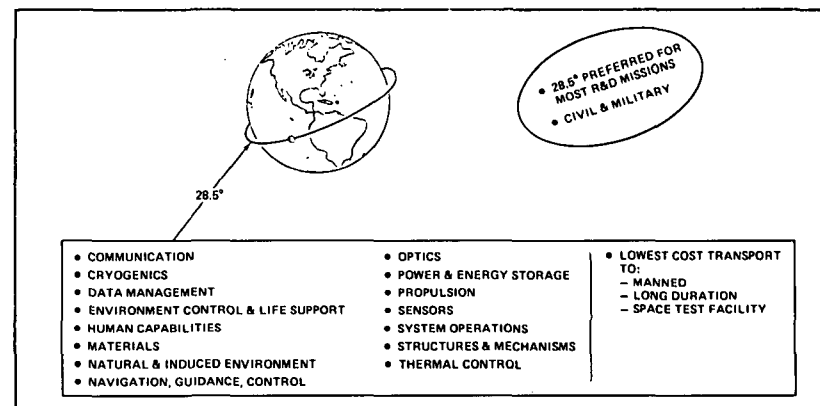 • 28.5° PREFERRED FOR
MOST R&D MISSIONS
• CIVIL & MILITARY
28.5°
• COMMUNICATION
• CRYOGENICS
• DATA MANAGEMENT
• ENVIRONMENT CONTROL & LIFE SUPPORT
• HUMAN CAPABILITIES
• MATERIALS
• NATURAL & INDUCED ENVIRONMENT
• NAVIGATION, GUIDANCE, CONTROL
• OPTICS
• POWER & ENERGY STORAGE
• PROPULSION
• SENSORS
• SYSTEM OPERATIONS
• STRUCTURES & MECHANISMS
• THERMAL CONTROL
• LOWEST COST TRANSPORT
TO:
– MANNED
– LONG DURATION
– SPACE TEST FACILITY